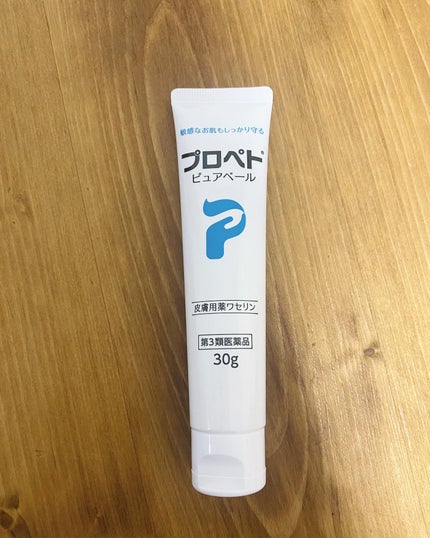 敏感なお肌もしっかり守る
プロペト®
ピュアベール
皮膚用薬ワセリン
第3類医薬品
30g